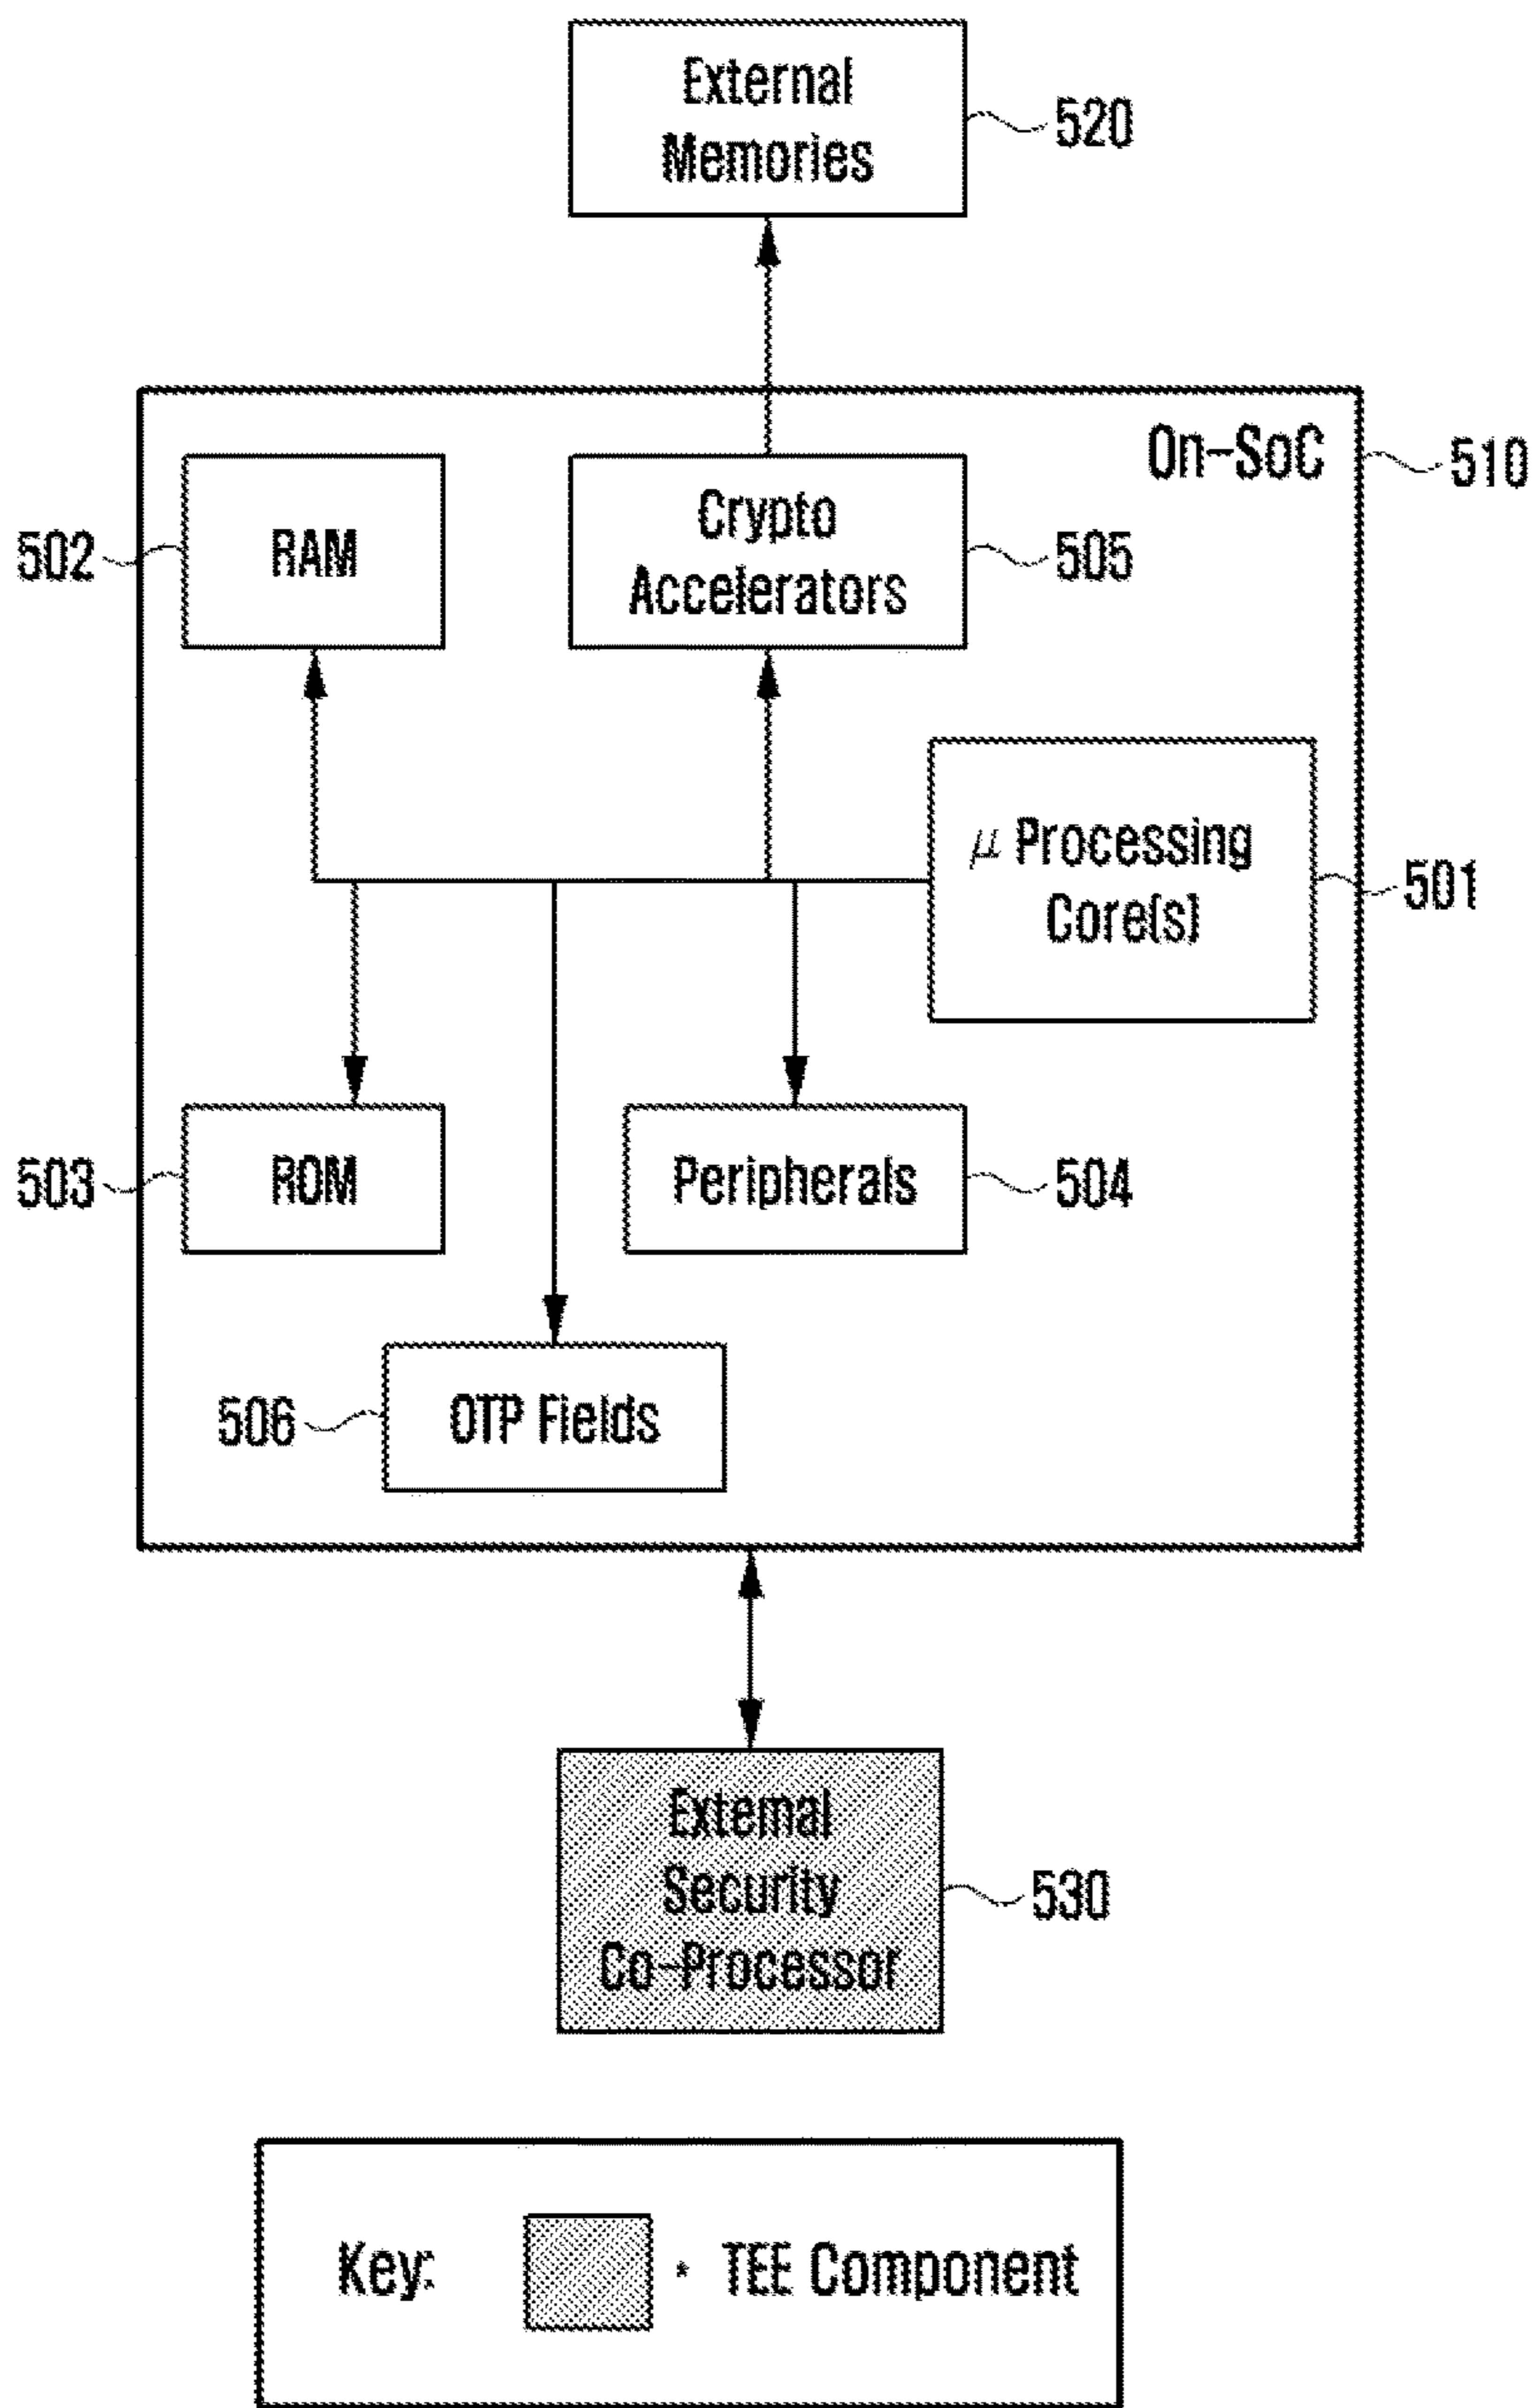 External
Memories
520
On-SoC
510
502
RAM
Crypto
Accelerators
505
μ Processing
Core(s)
501
503
ROM
Peripherals
504
506
OTP Fields
External
Security
Co-Processor
530
Key:
TEE Component